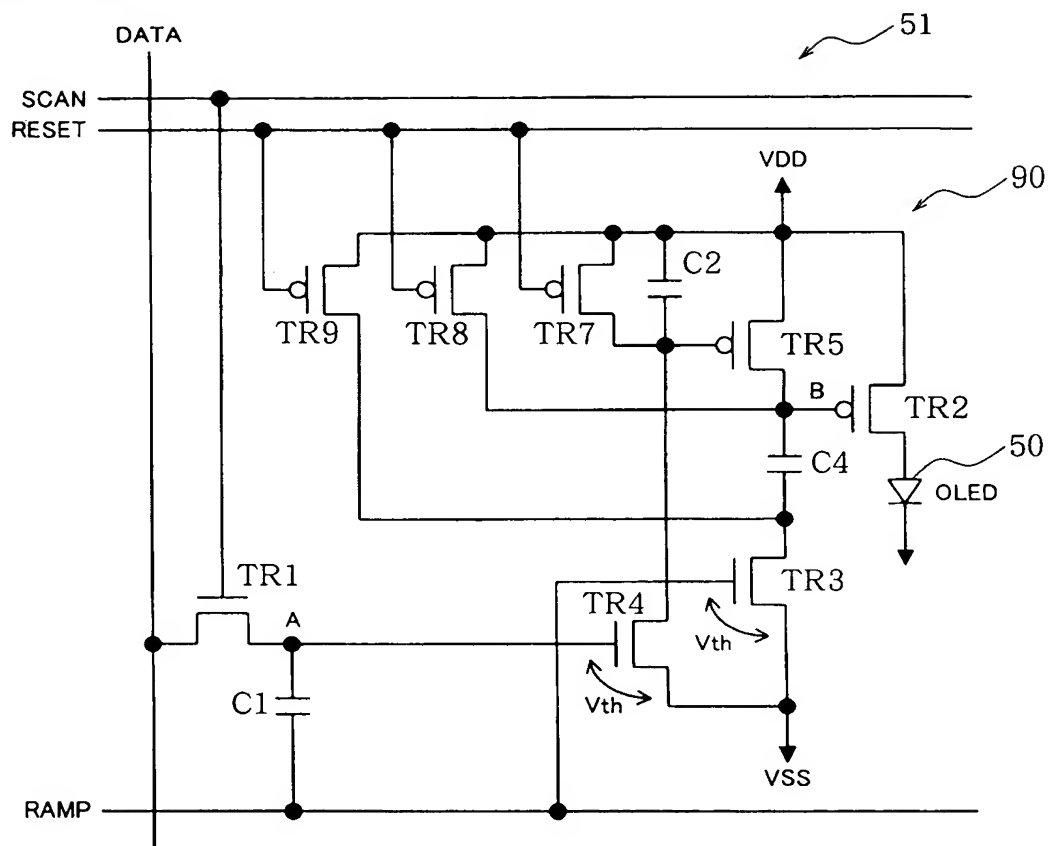 DATA
51
SCAN
RESET
VDD
90
C2
TR9
TR8
TR7
TR5
B
TR2
C4
50
OLED
TR1
TR3
A
TR4
Vth
C1
Vth
VSS
RAMP